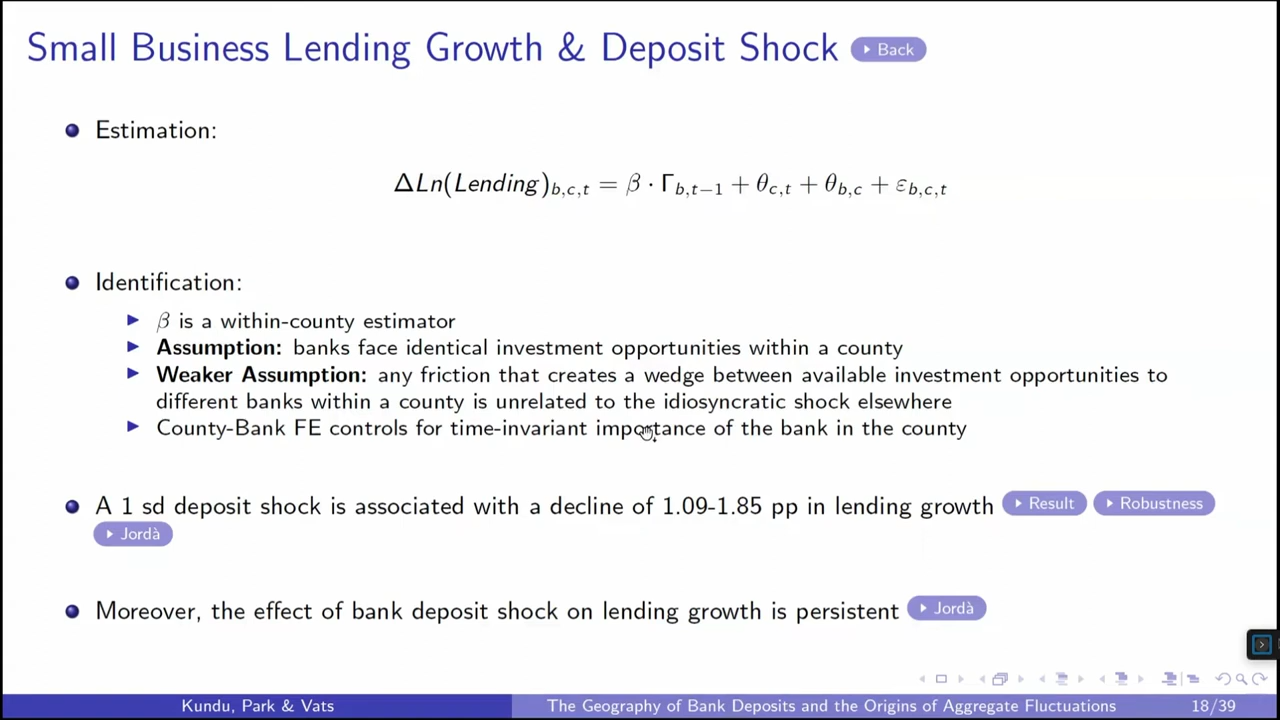 Small Business Lending Growth & Deposit Shock Back
Estimation:
ΔLn(Lending)b,c,t = β · Γb,t−1 + θc,t + θb,c + εb,c,t
Identification:
β is a within-county estimator
Assumption: banks face identical investment opportunities within a county
Weaker Assumption: any friction that creates a wedge between available investment opportunities to
different banks within a county is unrelated to the idiosyncratic shock elsewhere
County-Bank FE controls for time-invariant importance of the bank in the county
A 1 sd deposit shock is associated with a decline of 1.09-1.85 pp in lending growth Result Robustness
Jordà
Moreover, the effect of bank deposit shock on lending growth is persistent Jordà
Kundu, Park & Vats The Geography of Bank Deposits and the Origins of Aggregate Fluctuations 18/39